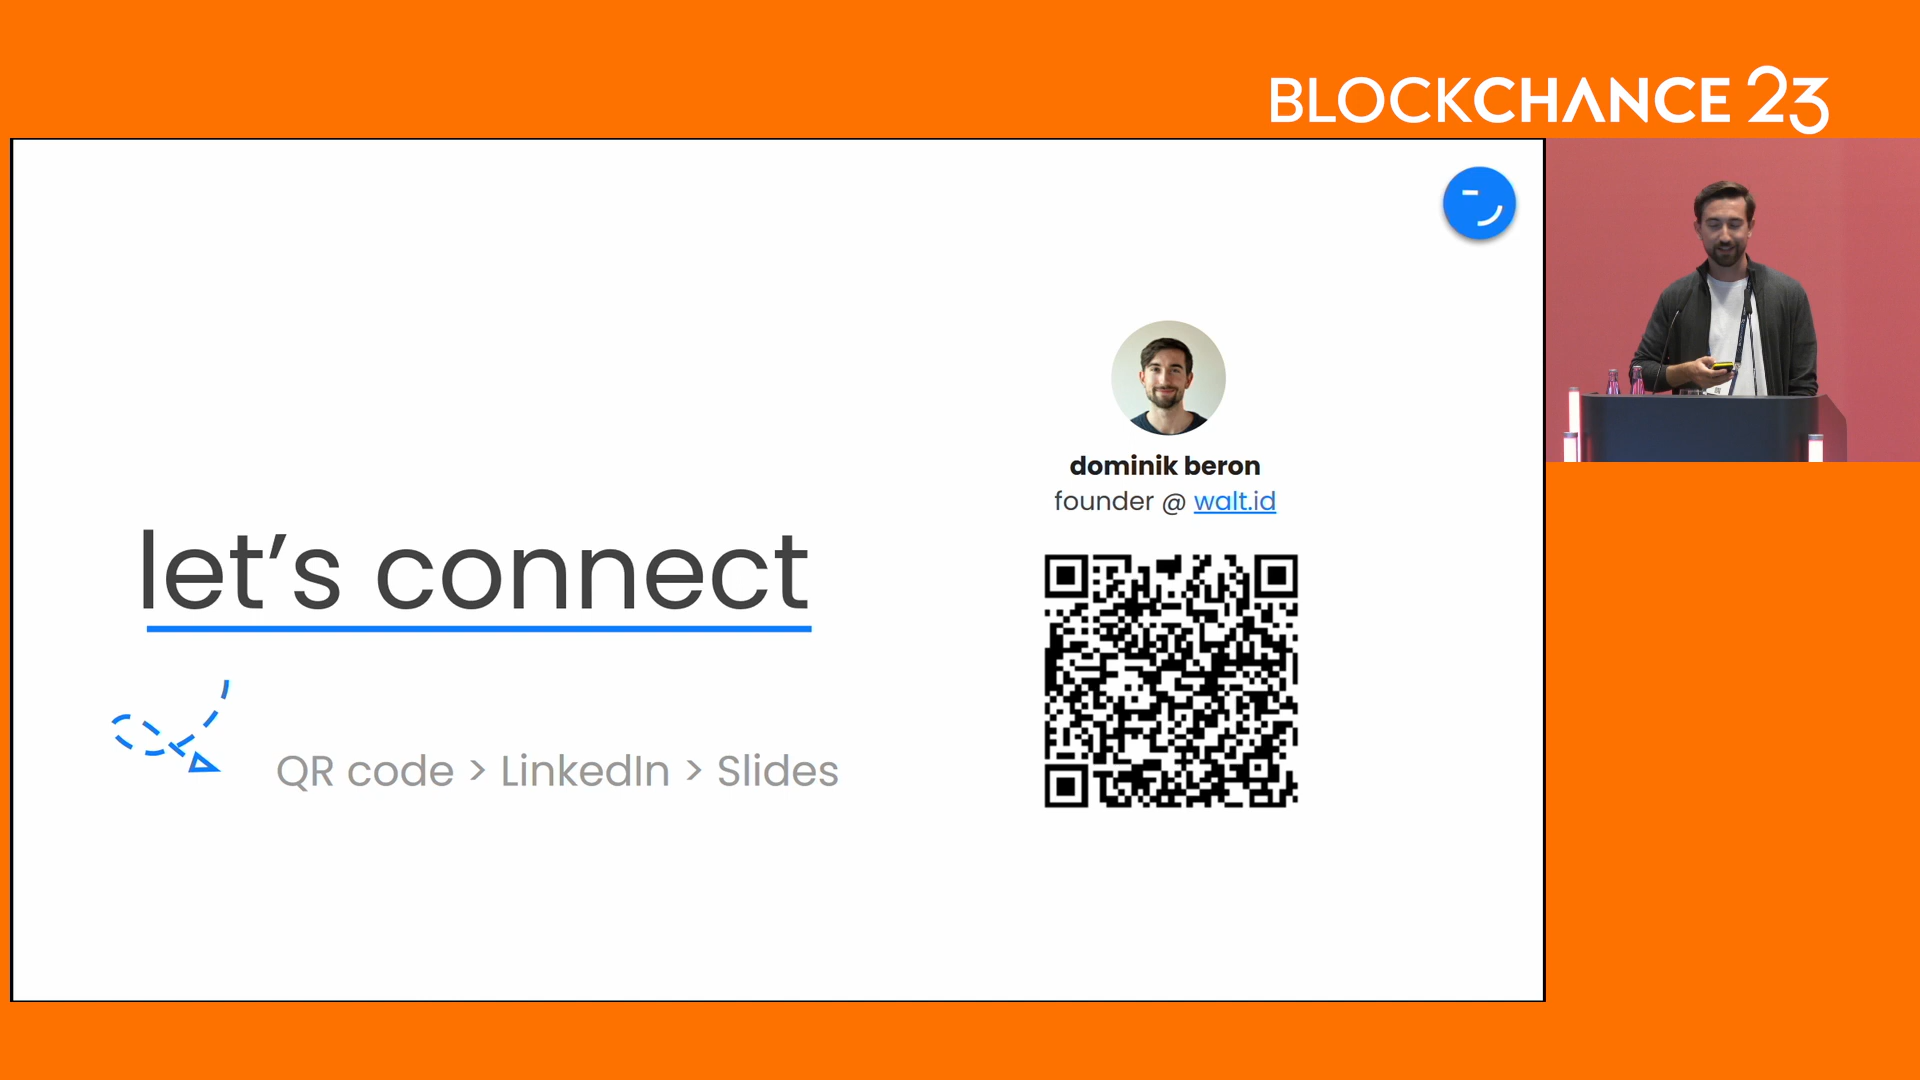 BLOCKCHANCE 23
dominik beron
founder @ walt.id
let's connect
QR code > LinkedIn > Slides